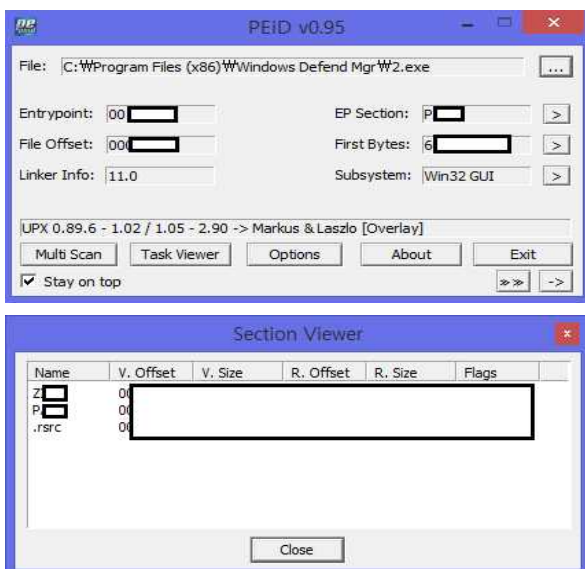 PEiD v0.95
File: C:₩Program Files (x86)₩Windows Defend Mgr₩2.exe ...
Entrypoint: 00 EP Section: P >
File Offset: 000 First Bytes: 6 >
Linker Info: 11.0 Subsystem: Win32 GUI >
UPX 0.89.6 - 1.02 / 1.05 - 2.90 -> Markus & Laszlo [Overlay]
Multi Scan Task Viewer Options About Exit
Stay on top >> ->
Section Viewer
Name V. Offset V. Size R. Offset R. Size Flags
Z 00
P 00
.rsrc 00
Close